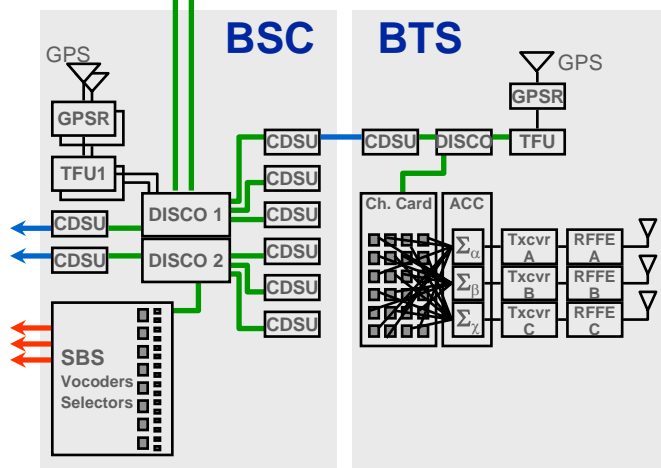 BSC
BTS
GPS
GPS
GPSR
GPSR
TFU1
CDSU
CDSU
DISCO
TFU
CDSU
CDSU
CDSU
DISCO 1
Ch. Card
ACC
CDSU
DISCO 2
CDSU
CDSU
CDSU
Σα
Txcvr
A
RFFE
A
Σβ
Txcvr
B
RFFE
B
Σχ
Txcvr
C
RFFE
C
SBS
Vocoders
Selectors